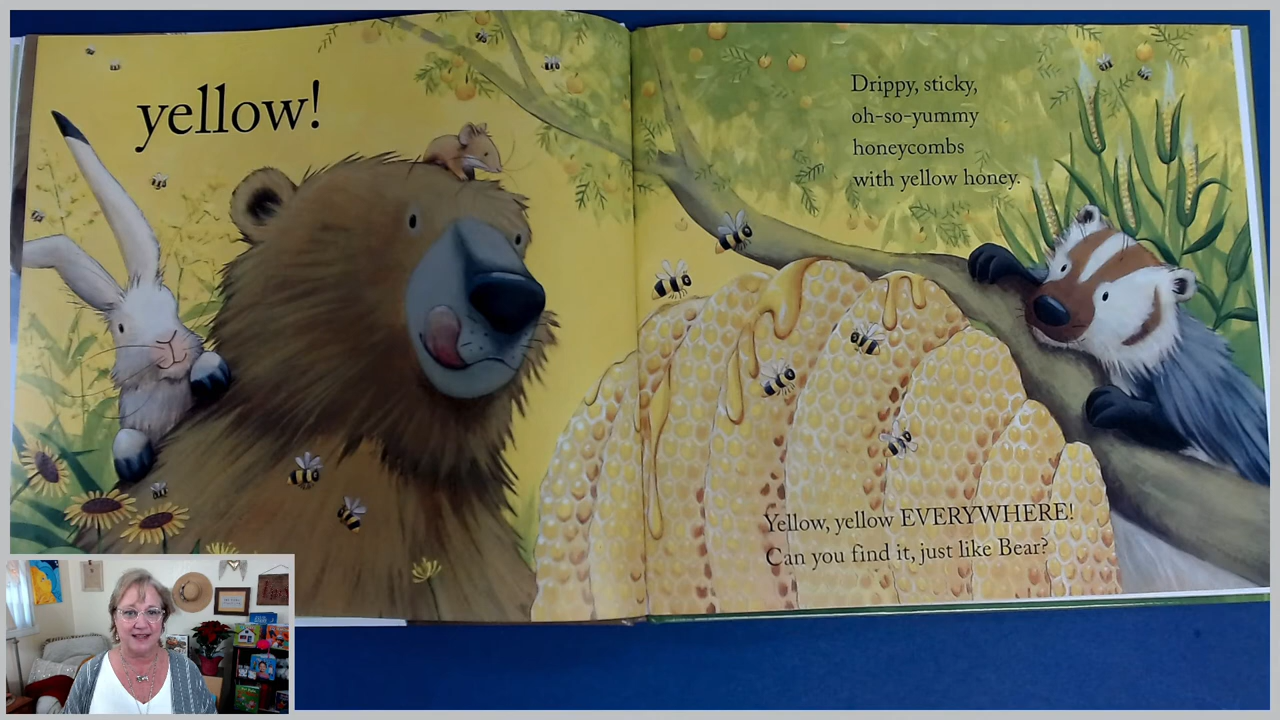 yellow!
Drippy, sticky,
oh-so-yummy
honeycombs
with yellow honey.
Yellow, yellow EVERYWHERE!
Can you find it, just like Bear?